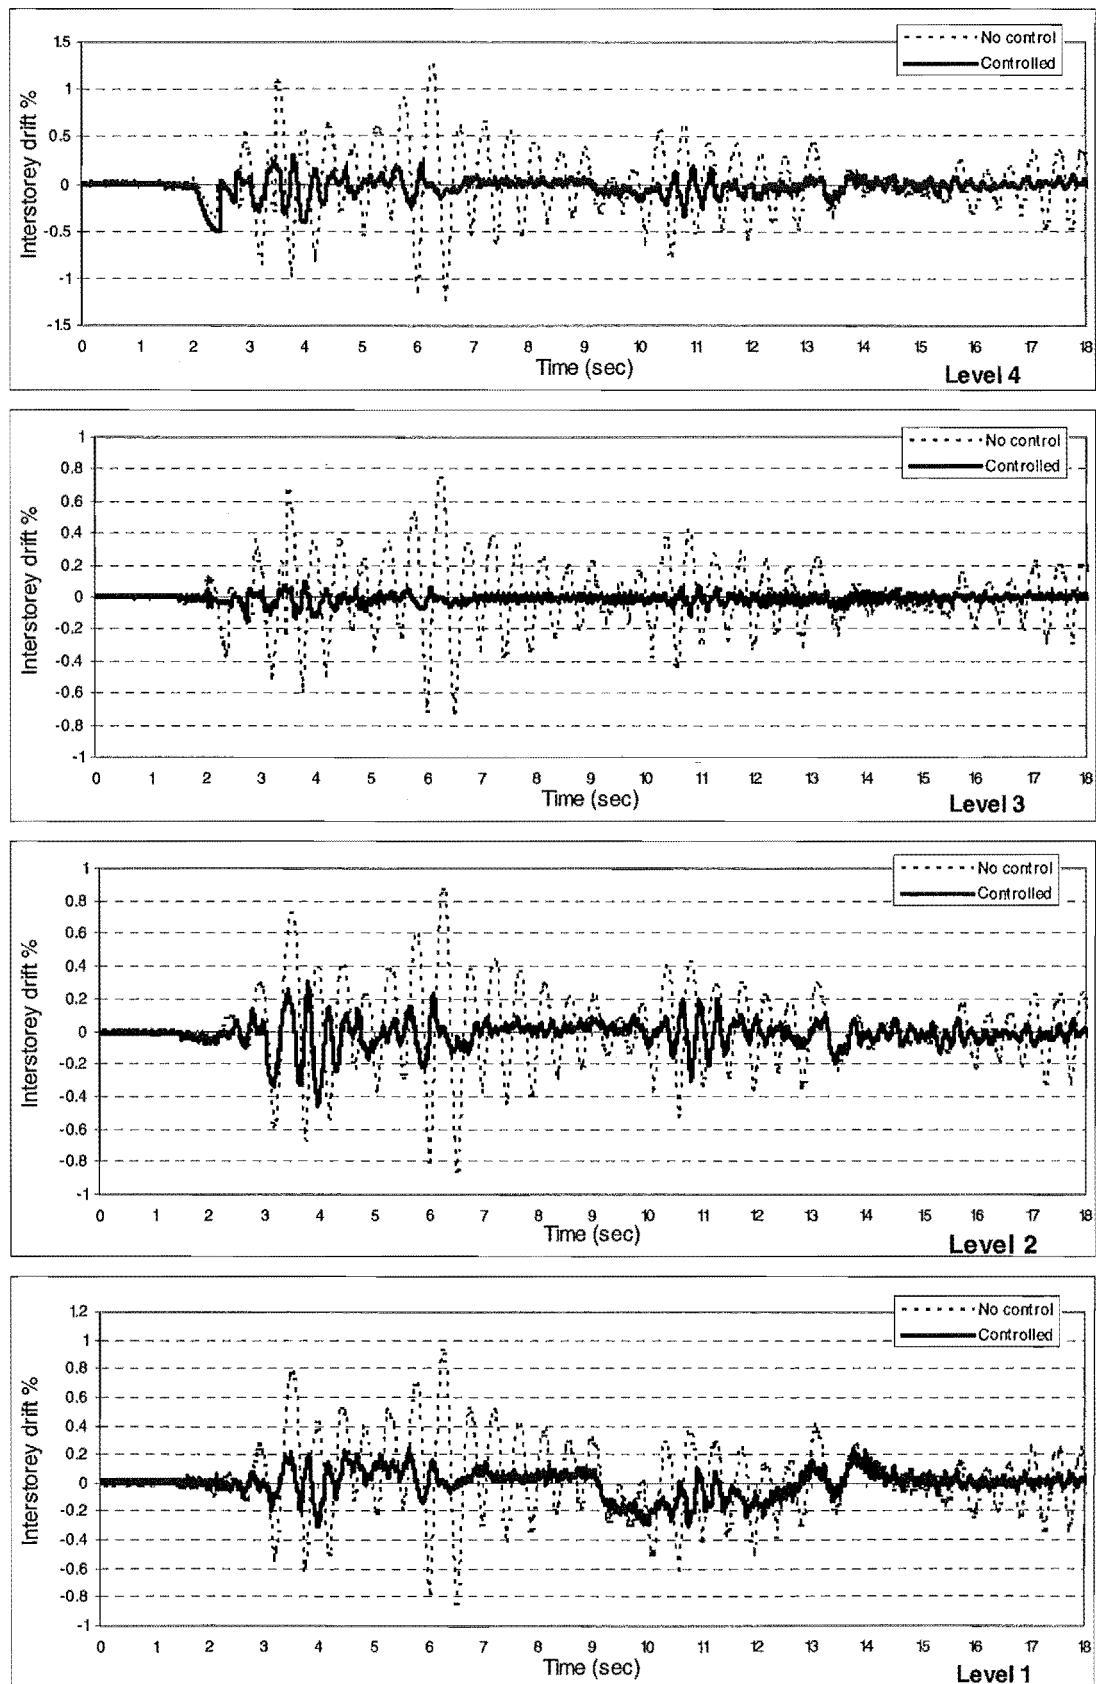 No control
Controlled
Interstorey drift %
1.5
1
0.5
0
-0.5
-1
-1.5
0 1 2 3 4 5 6 7 8 9 10 11 12 13 14 15 16 17 18
Time (sec)
Level 4
No control
Controlled
Interstorey drift %
1
0.8
0.6
0.4
0.2
0
-0.2
-0.4
-0.6
-0.8
-1
0 1 2 3 4 5 6 7 8 9 10 11 12 13 14 15 16 17 18
Time (sec)
Level 3
No control
Controlled
Interstorey drift %
1
0.8
0.6
0.4
0.2
0
-0.2
-0.4
-0.6
-0.8
-1
0 1 2 3 4 5 6 7 8 9 10 11 12 13 14 15 16 17 18
Time (sec)
Level 2
No control
Controlled
Interstorey drift %
1.2
1
0.8
0.6
0.4
0.2
0
-0.2
-0.4
-0.6
-0.8
-1
0 1 2 3 4 5 6 7 8 9 10 11 12 13 14 15 16 17 18
Time (sec)
Level 1